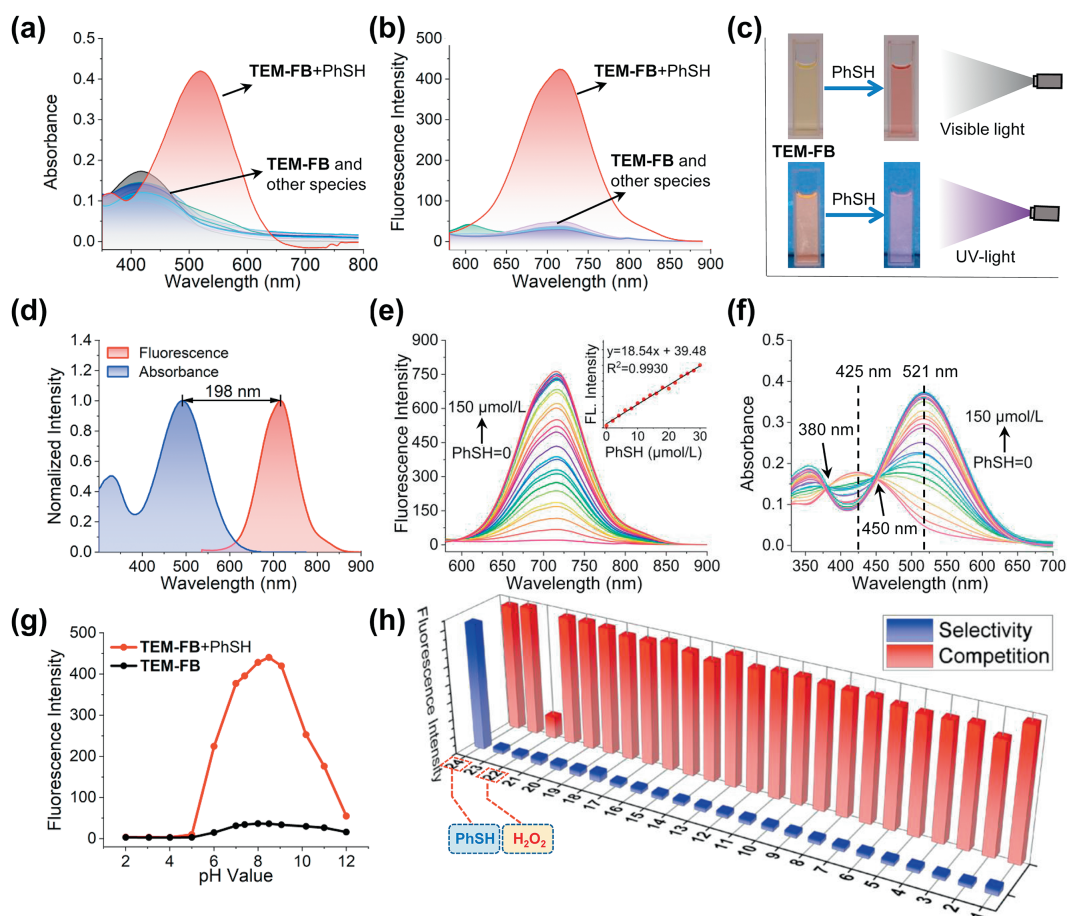 (a)
Absorbance
0.5
0.4
0.3
0.2
0.1
0.0
TEM-FB+PhSH
TEM-FB and
other species
400 500 600 700 800
Wavelength (nm)
(b)
Fluorescence Intensity
500
400
300
200
100
0
TEM-FB+PhSH
TEM-FB and
other species
600 650 700 750 800 850 900
Wavelength (nm)
(c)
PhSH
Visible light
TEM-FB
PhSH
UV-light
(d)
Nomalized Intensity
1.4
1.2
1.0
0.8
0.6
0.4
0.2
0.0
Fluorescence
Absorbance
198 nm
400 500 600 700 800 900
Wavelength (nm)
(e)
Fluorescence Intensity
900
750
600
450
300
150
0
150 μmol/L
PhSH=0
FL. Intensity
y=18.54x + 39.48
R²=0.9930
0 10 20 30
PhSH (μmol/L)
600 650 700 750 800 850 900
Wavelength (nm)
(f)
Absorbance
0.5
0.4
0.3
0.2
0.1
0.0
425 nm 521 nm
380 nm
150 μmol/L
PhSH=0
450 nm
350 400 450 500 550 600 650 700
Wavelength (nm)
(g)
Fluorescence Intensity
500
400
300
200
100
0
TEM-FB+PhSH
TEM-FB
2 4 6 8 10 12
pH Value
(h)
Fluorescence Intensity
Selectivity
Competition
24 23 22 21 20 19 18 17 16 15 14 13 12 11 10 9 8 7 6 5 4 3 2 1
PhSH
H₂O₂